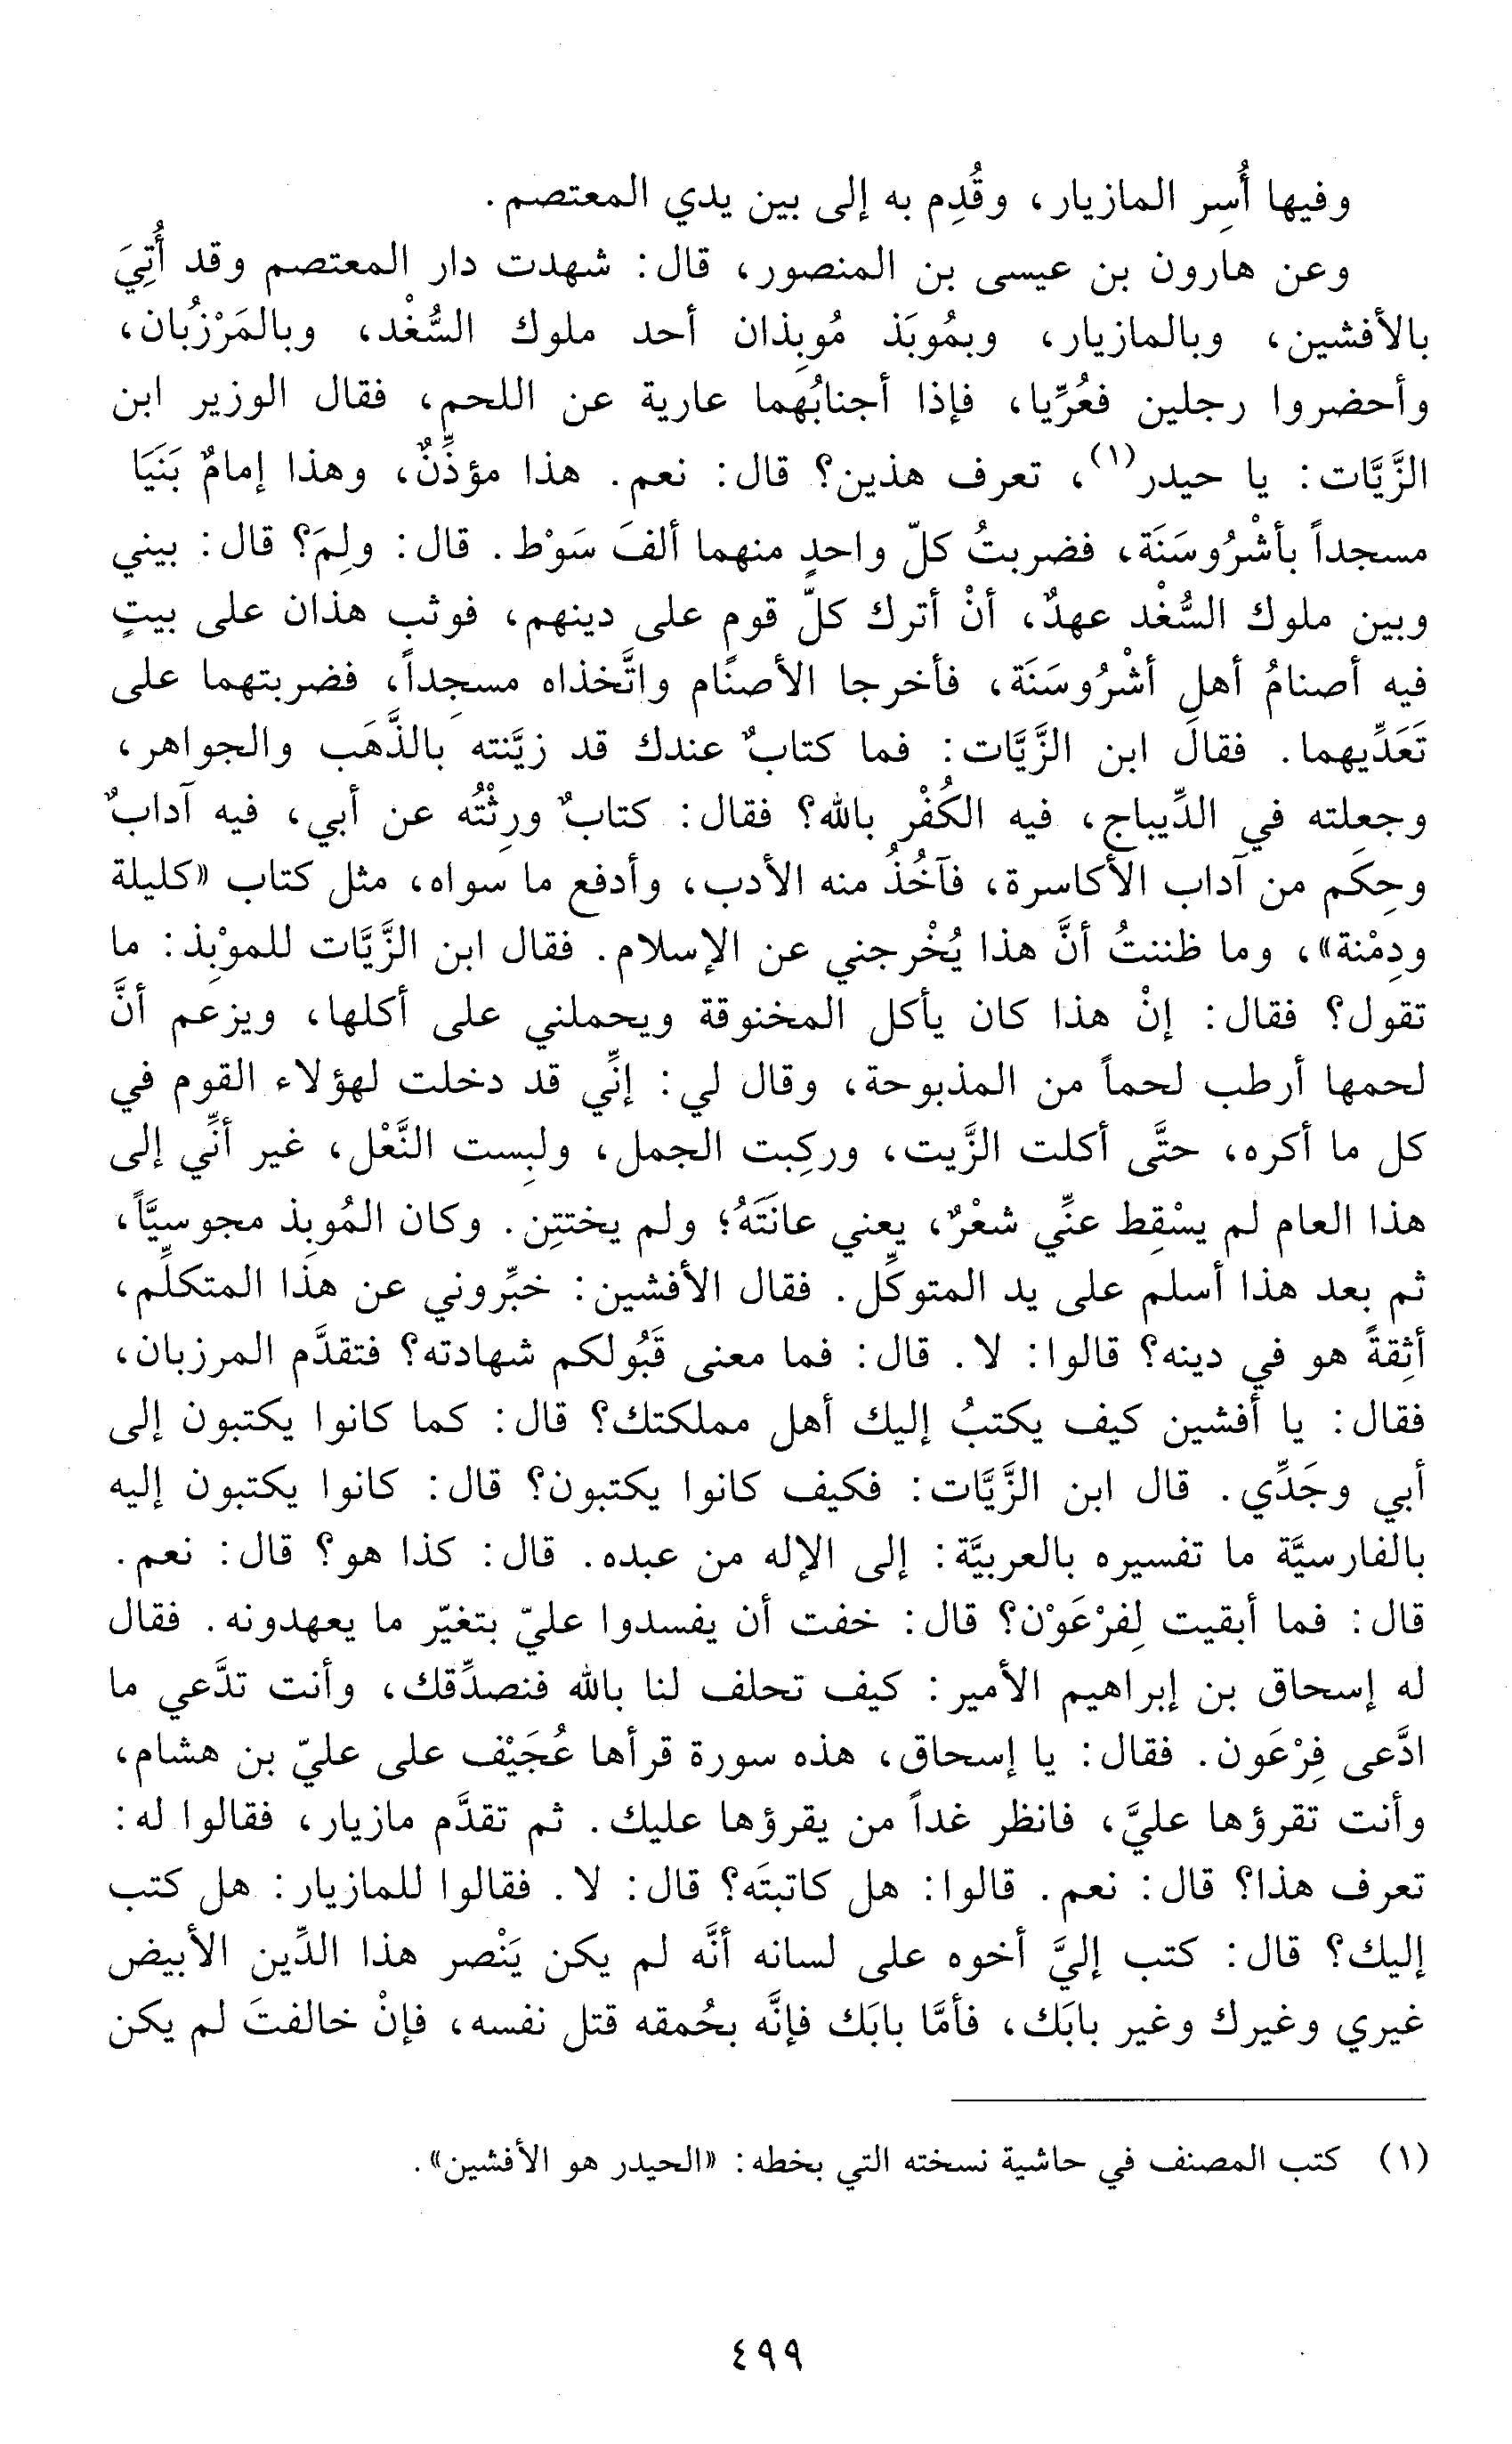 وفيها أُسِر المازيار، وقُدِم به إلى بين يدي المعتصم.
وعن هارون بن عيسى بن المنصور، قال: شهدت دار المعتصم وقد أُتِيَ
بالأفشين، وبالمازيار، وبمُوبَذ مُوبِذان أحد ملوك السُّغْد، وبالمَرْزُبان،
وأحضروا رجلين فعُرِّيا، فإذا أجنابُهما عارية عن اللحم، فقال الوزير ابن
الزَّيَّات: يا حيدر(١)، تعرف هذين؟ قال: نعم. هذا مؤذِّنٌ، وهذا إمامٌ بَنَيَا
مسجداً بأشْرُوسَنَة، فضربتُ كلّ واحدٍ منهما ألفَ سَوْط. قال: ولِمَ؟ قال: بيني
وبين ملوك السُّغْد عهدٌ، أنْ أترك كلَّ قوم على دينهم، فوثب هذان على بيتٍ
فيه أصنامُ أهل أشْرُوسَنَة، فأخرجا الأصنام واتَّخذاه مسجِداً، فضربتهما على
تَعَدِّيهما. فقال ابن الزَّيَّات: فما كتابٌ عندك قد زيَّنته بالذَّهَب والجواهر،
وجعلته في الدِّيباج، فيه الكُفْر بالله؟ فقال: كتابٌ ورِثْتُه عن أبي، فيه آدابٌ
وحِكَم من آداب الأكاسرة، فآخُذُ منه الأدب، وأدفع ما سواه، مثل كتاب «كليلة
ودِمْنة»، وما ظننتُ أنَّ هذا يُخْرجني عن الإسلام. فقال ابن الزَّيَّات للموْبِذ: ما
تقول؟ فقال: إنْ هذا كان يأكل المخنوقة ويحملني على أكلها، ويزعم أنَّ
لحمها أرطب لحماً من المذبوحة، وقال لي: إنِّي قد دخلت لهؤلاء القوم في
كل ما أكره، حتَّى أكلت الزَّيت، وركِبت الجمل، ولبِست النَّعْل، غير أنِّي إلى
هذا العام لم يسْقِط عنِّي شعْرٌ، يعني عانَتَهُ؛ ولم يختتِن. وكان المُوبِذ مجوسيَّاً،
ثم بعد هذا أسلم على يد المتوكِّل. فقال الأفشين: خبِّروني عن هذا المتكلِّم،
أثِقةً هو في دينه؟ قالوا: لا. قال: فما معنى قَبُولكم شهادته؟ فتقدَّم المرزبان،
فقال: يا أفشين كيف يكتبُ إليك أهل مملكتك؟ قال: كما كانوا يكتبون إلى
أبي وجَدِّي. قال ابن الزَّيَّات: فكيف كانوا يكتبون؟ قال: كانوا يكتبون إليه
بالفارسيَّة ما تفسيره بالعربيَّة: إلى الإله من عبده. قال: كذا هو؟ قال: نعم.
قال: فما أبقيت لِفرْعَوْن؟ قال: خفت أن يفسدوا عليّ بتغيّر ما يعهدونه. فقال
له إسحاق بن إبراهيم الأمير: كيف تحلف لنا بالله فنصدِّقك، وأنت تدَّعي ما
ادَّعى فِرْعَون. فقال: يا إسحاق، هذه سورة قرأها عُجَيْف على عليّ بن هشام،
وأنت تقرؤها عليَّ، فانظر غداً من يقرؤها عليك. ثم تقدَّم مازيار، فقالوا له:
تعرف هذا؟ قال: نعم. قالوا: هل كاتبتَه؟ قال: لا. فقالوا للمازيار: هل كتب
إليك؟ قال: كتب إليَّ أخوه على لسانه أنَّه لم يكن يَنْصر هذا الدِّين الأبيض
غيري وغيرك وغير بابَك، فأمَّا بابَك فإنَّه بحُمقه قتل نفسه، فإنْ خالفتَ لم يكن
(١) كتب المصنف في حاشية نسخته التي بخطه: «الحيدر هو الأفشين».
٤٩٩